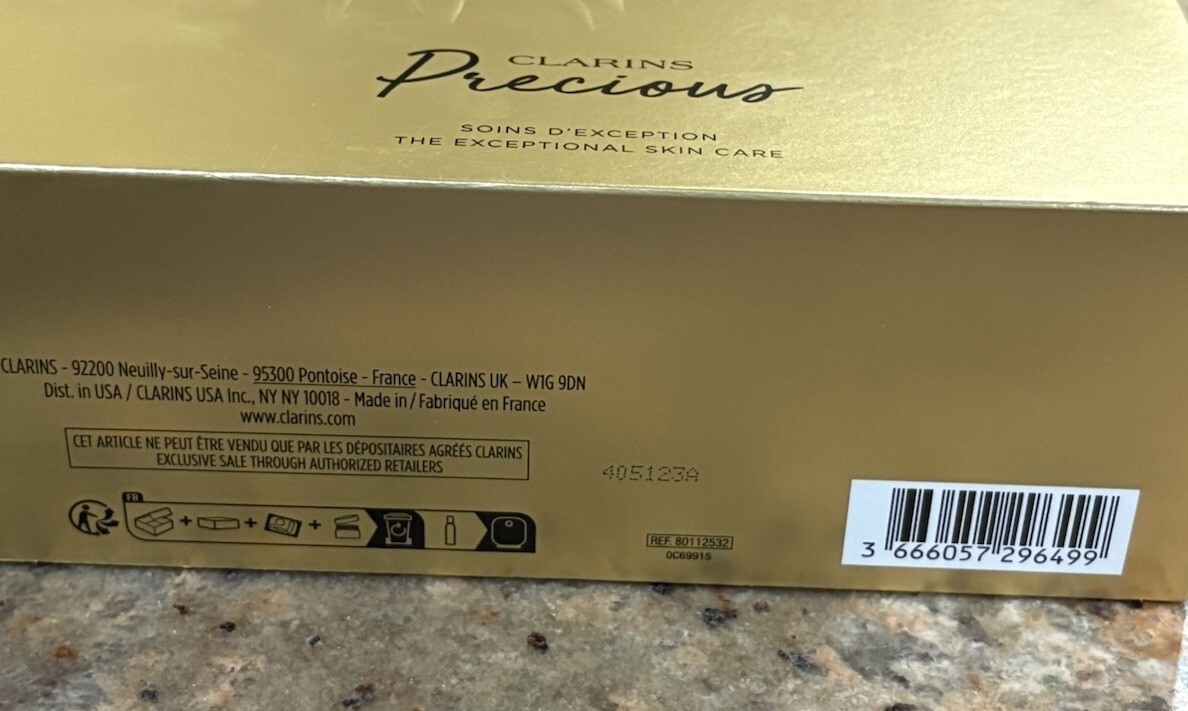 CLARINS
Precious
SOINS D'EXCEPTION
THE EXCEPTIONAL SKIN CARE
CLARINS - 92200 Neuilly-sur-Seine - 95300 Pontoise - France - CLARINS UK – W1G 9DN
Dist. in USA / CLARINS USA Inc., NY NY 10018 - Made in / Fabriqué en France
www.clarins.com
CET ARTICLE NE PEUT ÊTRE VENDU QUE PAR LES DÉPOSITAIRES AGRÉÉS CLARINS
EXCLUSIVE SALE THROUGH AUTHORIZED RETAILERS
405123A
FR
REF. 80112532
0C69915
3 666057 296499